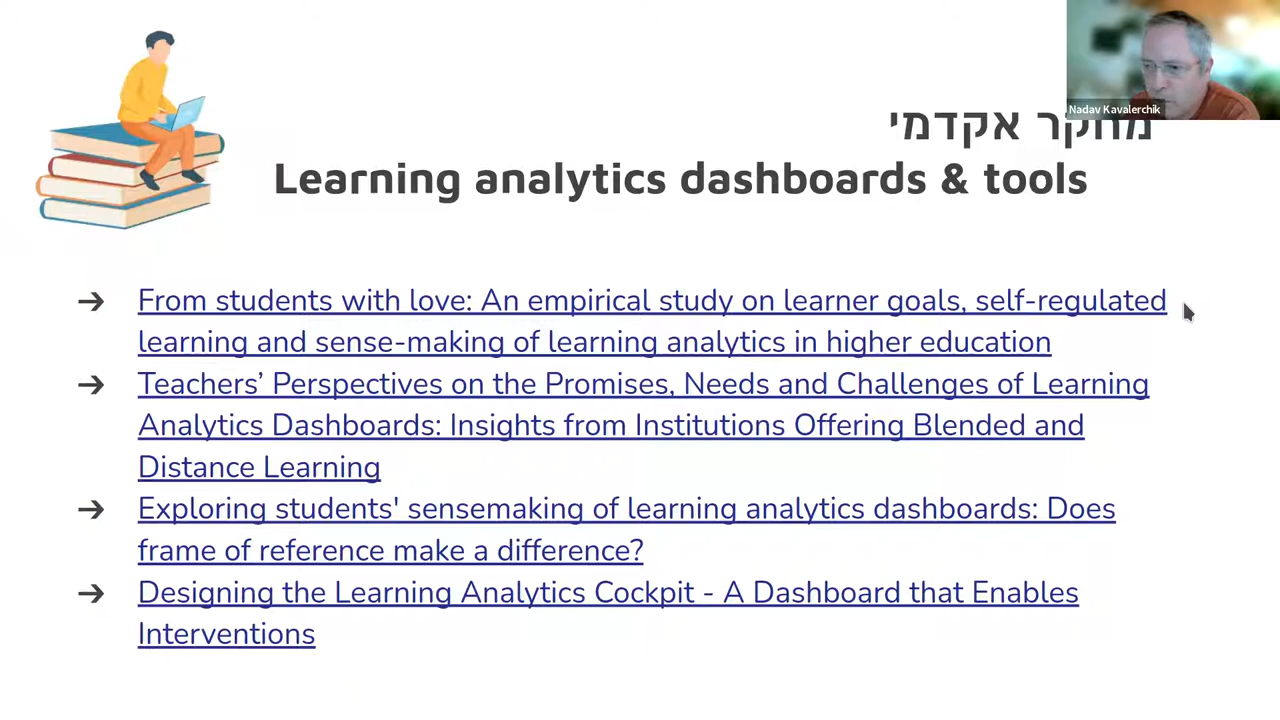 Nadav Kavalerchik
מחקר אקדמי
Learning analytics dashboards & tools
➔ From students with love: An empirical study on learner goals, self-regulated
learning and sense-making of learning analytics in higher education
➔ Teachers’ Perspectives on the Promises, Needs and Challenges of Learning
Analytics Dashboards: Insights from Institutions Offering Blended and
Distance Learning
➔ Exploring students' sensemaking of learning analytics dashboards: Does
frame of reference make a difference?
➔ Designing the Learning Analytics Cockpit - A Dashboard that Enables
Interventions